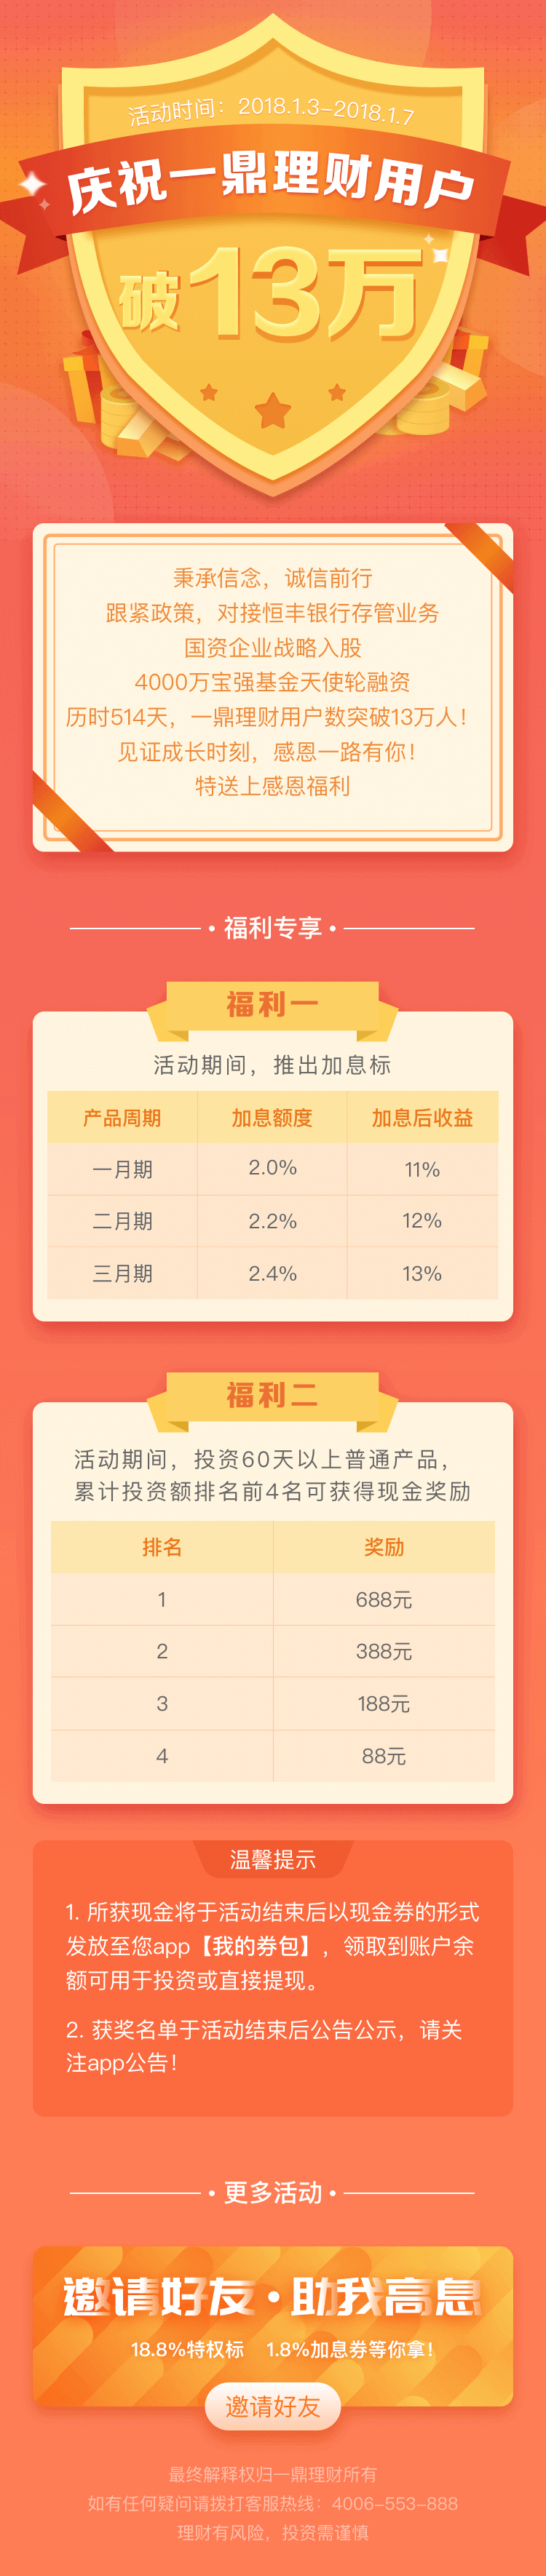 活动时间：2018.1.3-2018.1.7
庆祝一鼎理财用户
破13万
秉承信念，诚信前行
跟紧政策，对接恒丰银行存管业务
国资企业战略入股
4000万宝强基金天使轮融资
历时514天，一鼎理财用户数突破13万人！
见证成长时刻，感恩一路有你！
特送上感恩福利
• 福利专享 •
福利一
活动期间，推出加息标
产品周期 加息额度 加息后收益
一月期 2.0% 11%
二月期 2.2% 12%
三月期 2.4% 13%
福利二
活动期间，投资60天以上普通产品，
累计投资额排名前4名可获得现金奖励
排名 奖励
1 688元
2 388元
3 188元
4 88元
温馨提示
1. 所获现金将于活动结束后以现金券的形式
发放至您app【我的券包】，领取到账户余
额可用于投资或直接提现。
2. 获奖名单于活动结束后公告公示，请关
注app公告！
• 更多活动 •
邀请好友·助我高息
18.8%特权标 1.8%加息券等你拿！
邀请好友
最终解释权归一鼎理财所有
如有任何疑问请拨打客服热线：4006-553-888
理财有风险，投资需谨慎